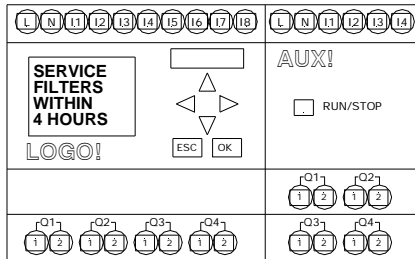 L N I1 I2 I3 I4 I5 I6 I7 I8
L N I1 I2 I3 I4
SERVICE
FILTERS
WITHIN
4 HOURS
LOGO!
ESC OK
AUX!
RUN/STOP
Q1 Q2
1 2 1 2
Q1 Q2 Q3 Q4
1 2 1 2 1 2 1 2
Q3 Q4
1 2 1 2